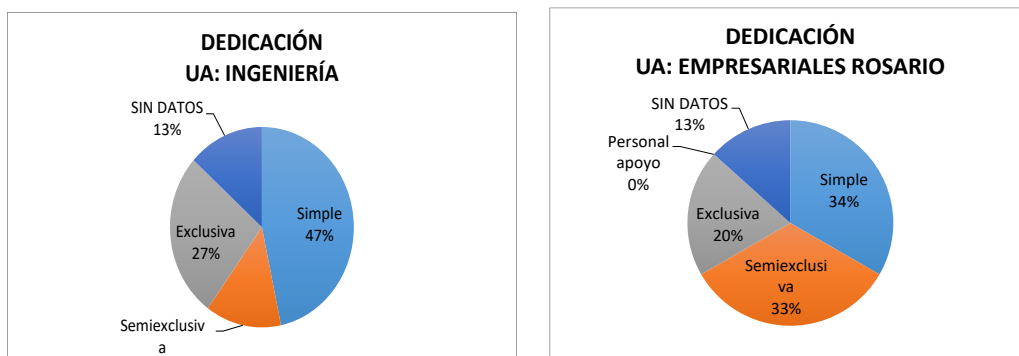 DEDICACIÓN
UA: INGENIERÍA
SIN DATOS
13%
Simple
47%
Exclusiva
27%
Semiexclusiv
a
DEDICACIÓN
UA: EMPRESARIALES ROSARIO
SIN DATOS
13%
Personal
apoyo
0%
Simple
34%
Exclusiva
20%
Semiexclusi
va
33%